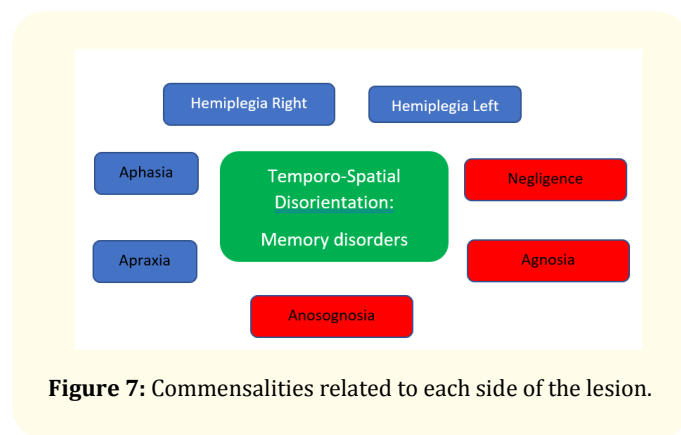 Hemiplegia Right
Hemiplegia Left
Aphasia
Temporo-Spatial
Disorientation:
Memory disorders
Negligence
Apraxia
Agnosia
Anosognosia
Figure 7: Commensalities related to each side of the lesion.